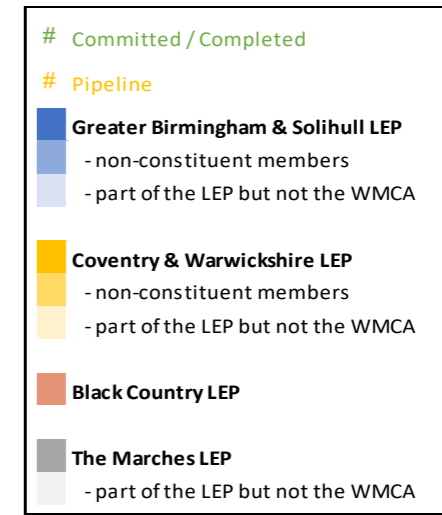 # Committed / Completed
# Pipeline
Greater Birmingham & Solihull LEP
- non-constituent members
- part of the LEP but not the WMCA
Coventry & Warwickshire LEP
- non-constituent members
- part of the LEP but not the WMCA
Black Country LEP
The Marches LEP
- part of the LEP but not the WMCA